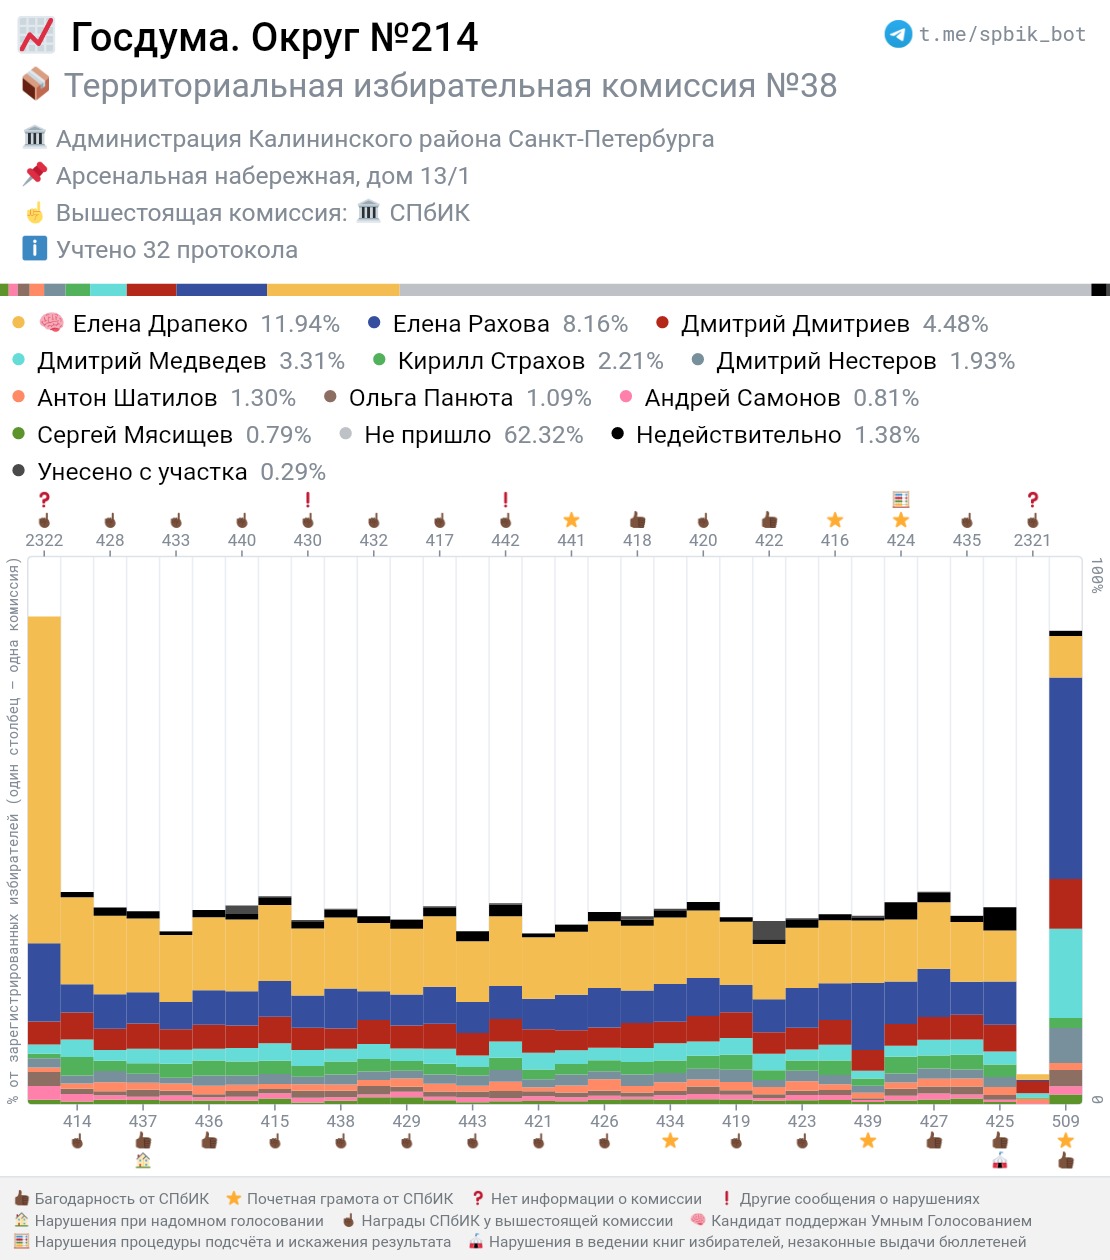 Госдума. Округ №214
t.me/spbik_bot
Территориальная избирательная комиссия №38
Администрация Калининского района Санкт-Петербурга
Арсенальная набережная, дом 13/1
Вышестоящая комиссия: СПбИК
Учтено 32 протокола
Елена Драпеко 11.94% Елена Рахова 8.16% Дмитрий Дмитриев 4.48%
Дмитрий Медведев 3.31% Кирилл Страхов 2.21% Дмитрий Нестеров 1.93%
Антон Шатилов 1.30% Ольга Панюта 1.09% Андрей Самонов 0.81%
Сергей Мясищев 0.79% Не пришло 62.32% Недействительно 1.38%
Унесено с участка 0.29%
2322 428 433 440 430 432 417 442 441 418 420 422 416 424 435 2321
% от зарегистрированных избирателей (один столбец — одна комиссия)
100%
0
414 437 436 415 438 429 443 421 426 434 419 423 439 427 425 509
Багодарность от СПбИК Почетная грамота от СПбИК Нет информации о комиссии Другие сообщения о нарушениях
Нарушения при надомном голосовании Награды СПбИК у вышестоящей комиссии Кандидат поддержан Умным Голосованием
Нарушения процедуры подсчёта и искажения результата Нарушения в ведении книг избирателей, незаконные выдачи бюллетеней